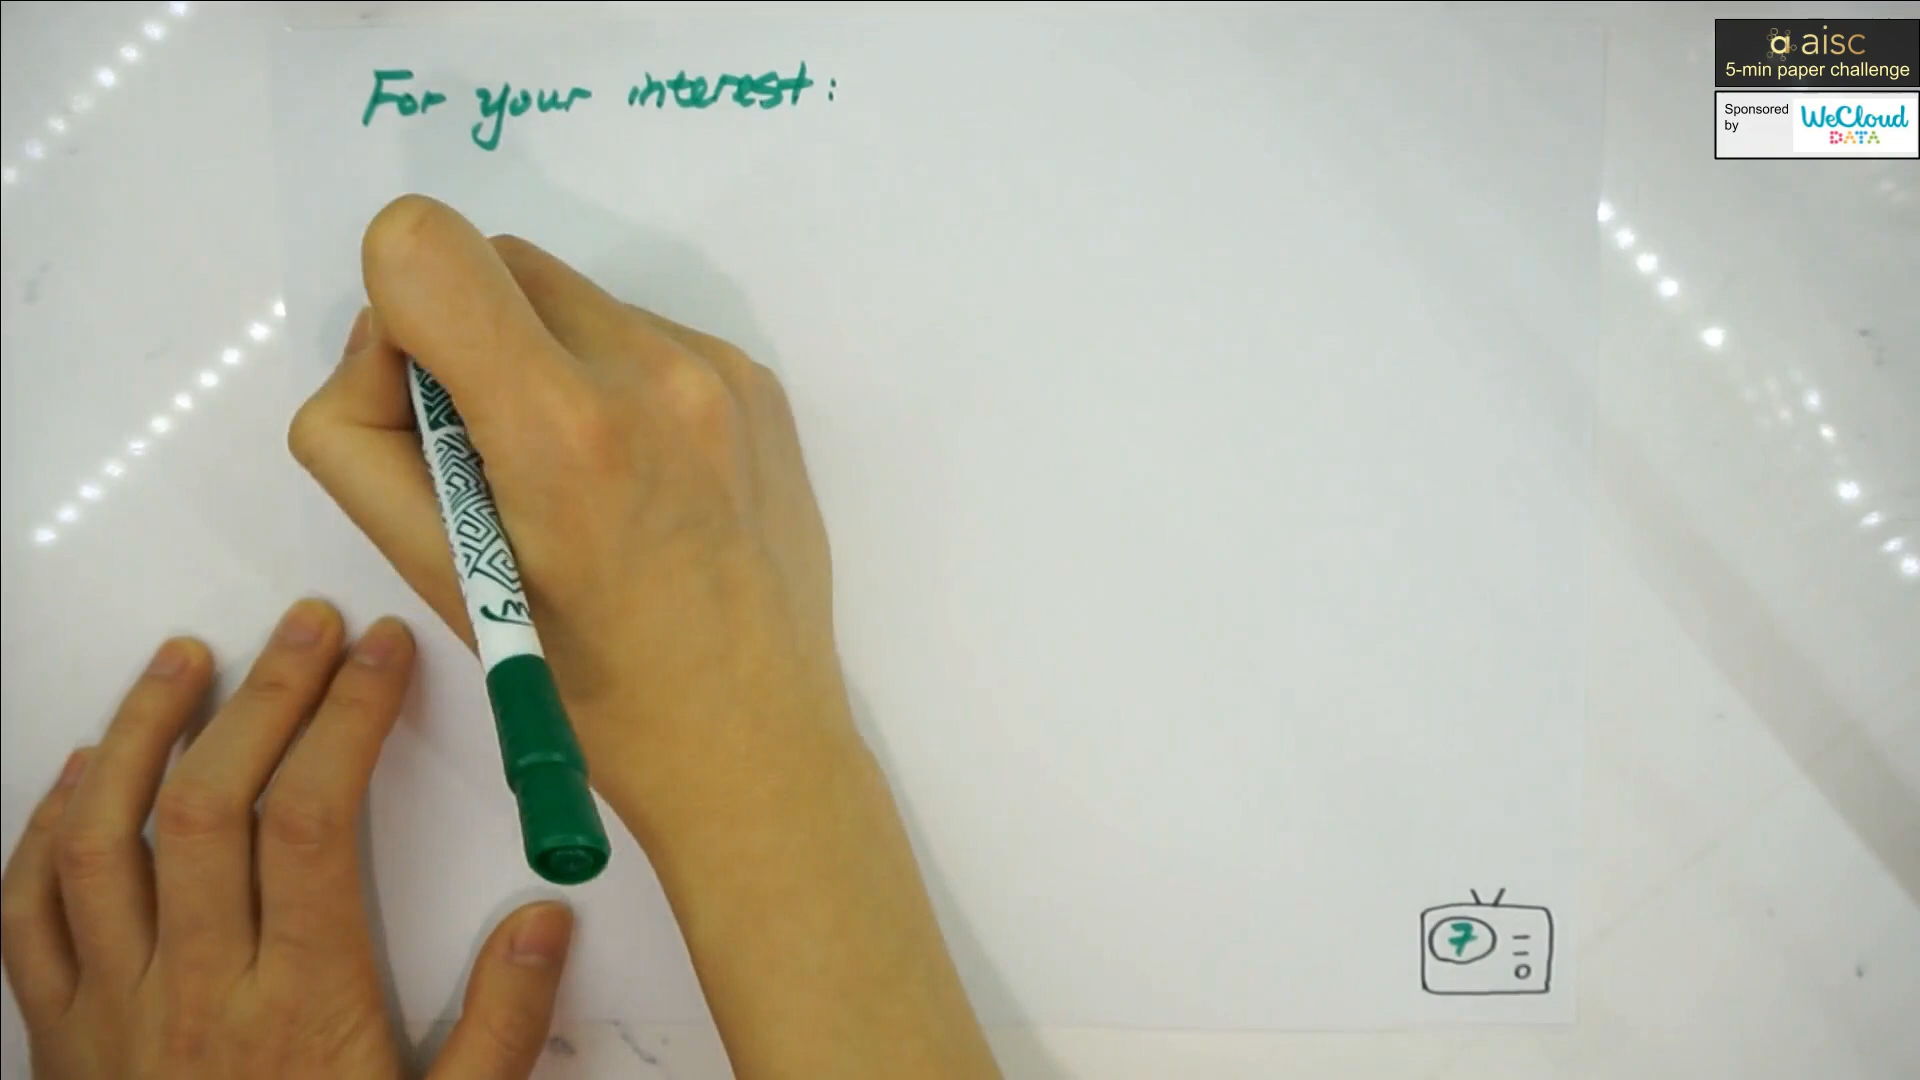 For your interest:
aisc
5-min paper challenge
Sponsored
by
WeCloud
DATA
7